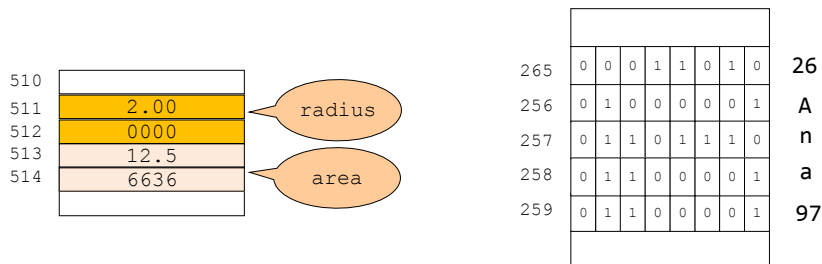 510
511 2.00 radius
512 0000
513 12.5
514 6636 area
265 0 0 0 1 1 0 1 0 26
256 0 1 0 0 0 0 0 1 A
257 0 1 1 0 1 1 1 0 n
258 0 1 1 0 0 0 0 1 a
259 0 1 1 0 0 0 0 1 97